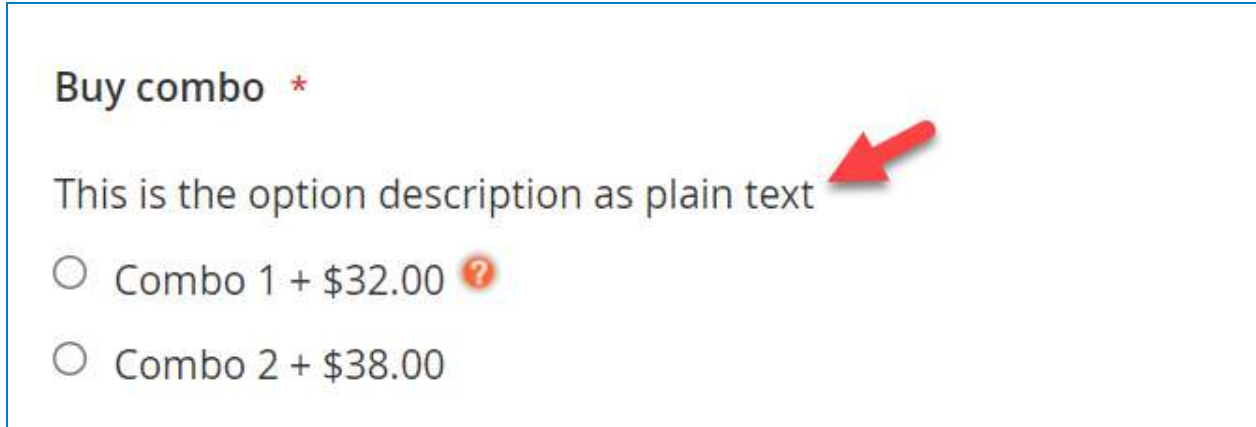 Buy combo *
This is the option description as plain text
Combo 1 + $32.00 ?
Combo 2 + $38.00